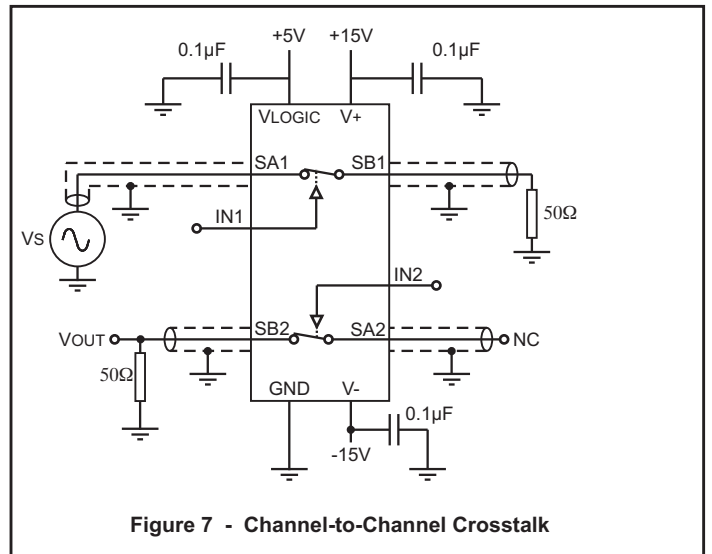 +5V +15V
0.1µF 0.1µF
VLOGIC V+
SA1 SB1
IN1 50Ω
VS
IN2
VOUT SB2 SA2 NC
50Ω
GND V-
0.1µF
-15V
Figure 7 - Channel-to-Channel Crosstalk